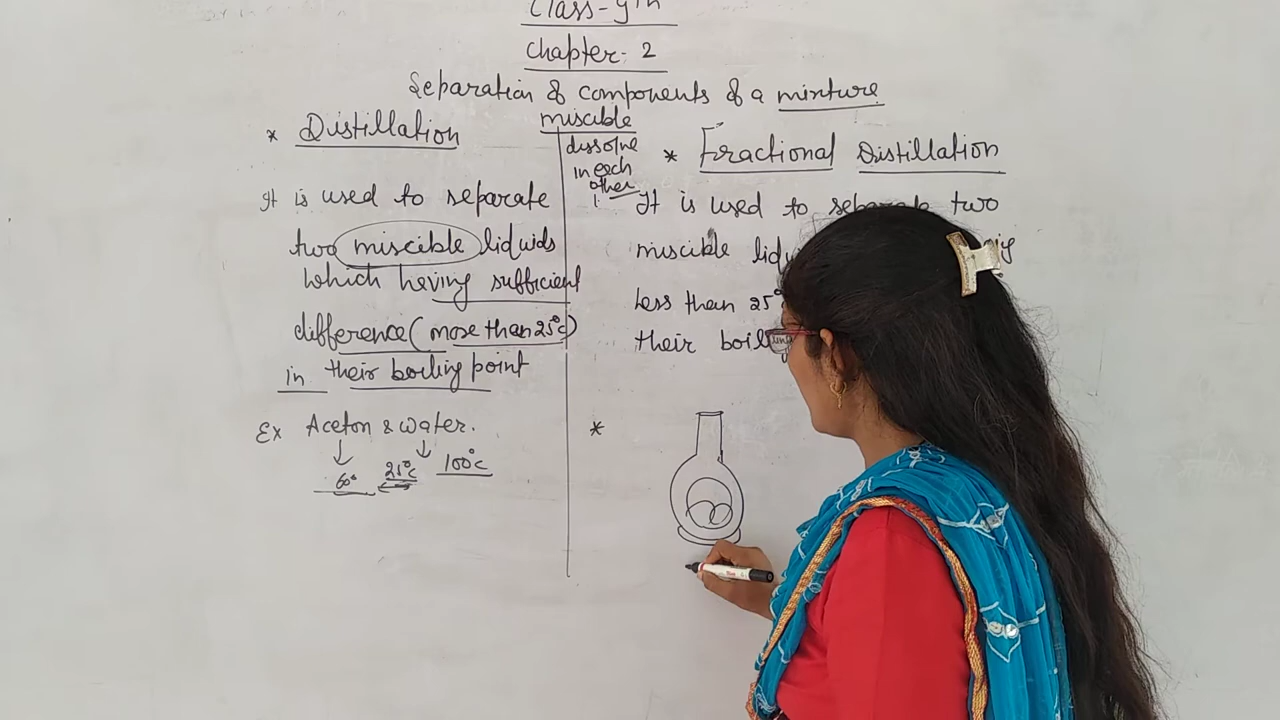 Class-9th
Chapter-2
Separation of components of a mixture
* Distillation
miscible
dissolve
in each
other
It is used to separate
two miscible liquids
which having sufficient
difference (more than 25°C)
in their boiling point
Ex Aceton & water.
60° 25°C 100°C
* Fractional Distillation
It is used to separate two
miscible
less than 25°
their
*